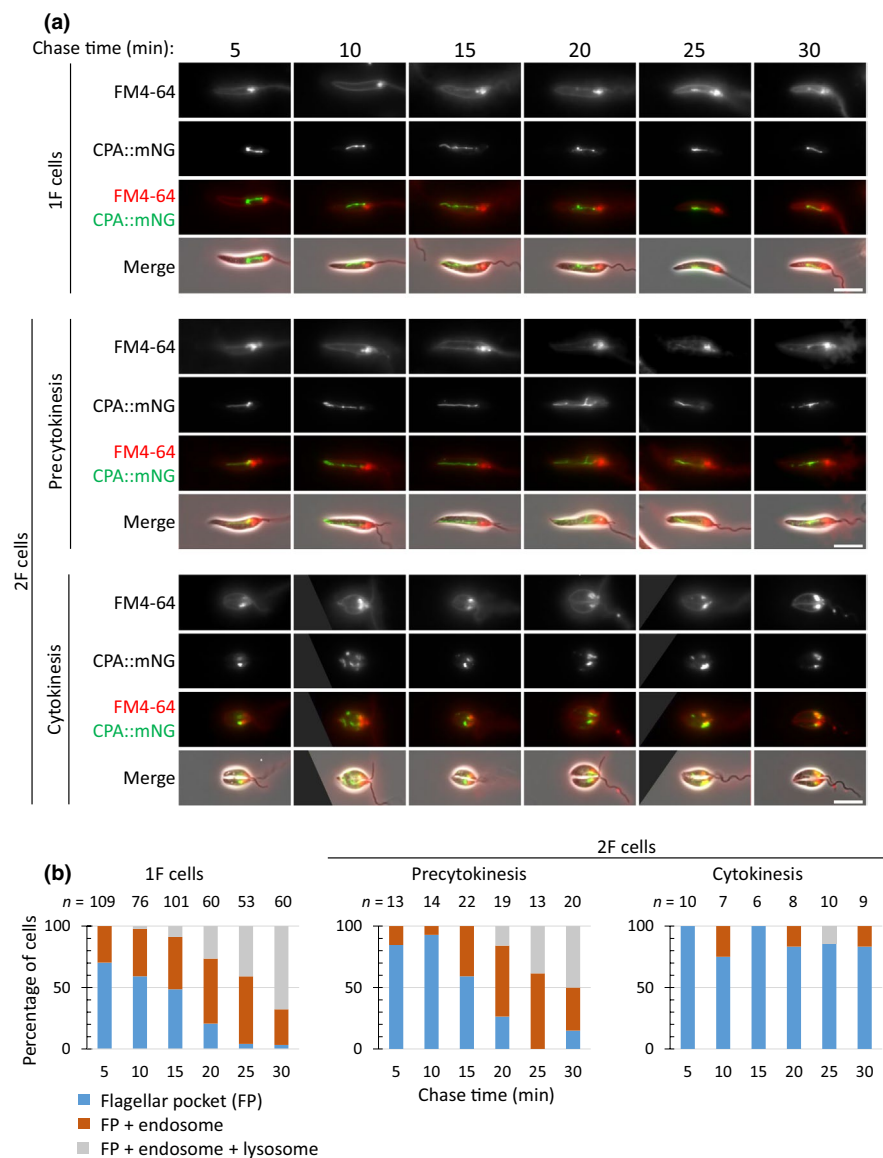 (a)
Chase time (min): 5 10 15 20 25 30
1F cells
FM4-64
CPA::mNG
FM4-64
CPA::mNG
Merge
2F cells
Precytokinesis
FM4-64
CPA::mNG
FM4-64
CPA::mNG
Merge
Cytokinesis
FM4-64
CPA::mNG
FM4-64
CPA::mNG
Merge
(b)
1F cells
n = 109 76 101 60 53 60
2F cells
Precytokinesis
13 14 22 19 13 20
Cytokinesis
10 7 6 8 10 9
Percentage of cells
100
50
0
5 10 15 20 25 30
100
50
0
5 10 15 20 25 30
100
50
0
5 10 15 20 25 30
Chase time (min)
Flagellar pocket (FP)
FP + endosome
FP + endosome + lysosome